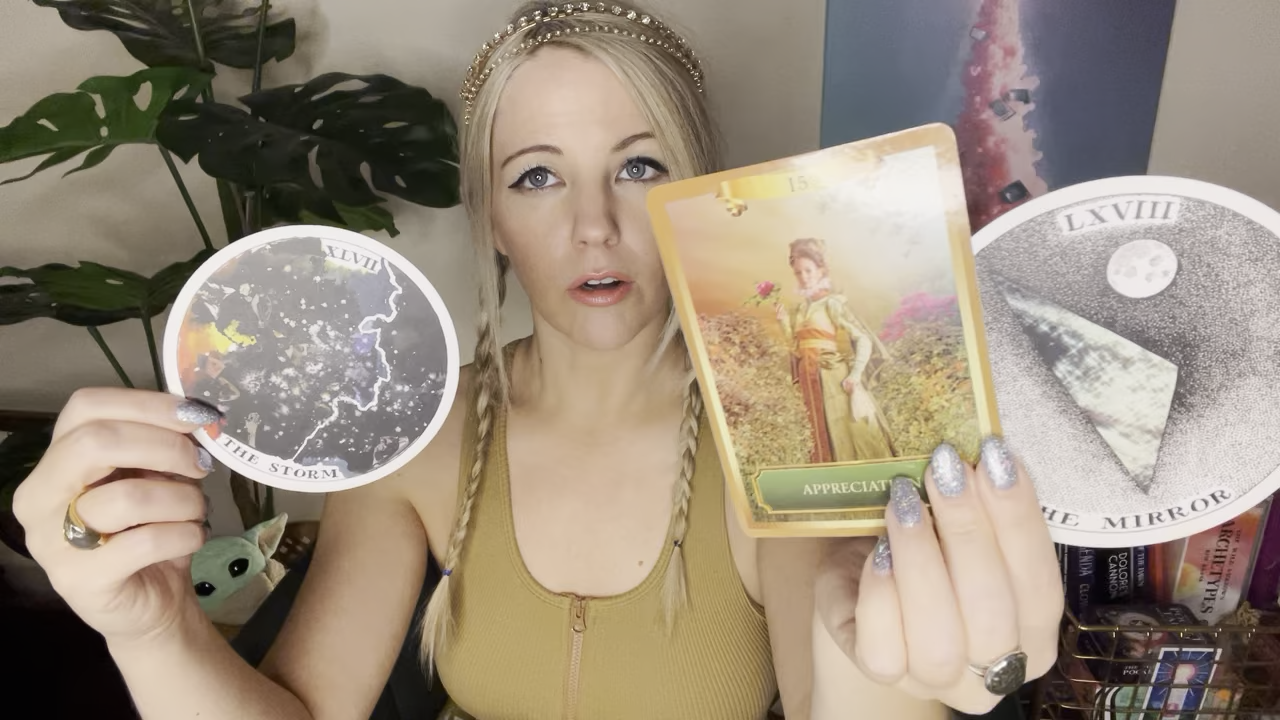 XLVII
THE STORM
15
APPRECIATI N
LXVIII
HE MIRROR
DOLORES
CANNON
ARCHETYPES